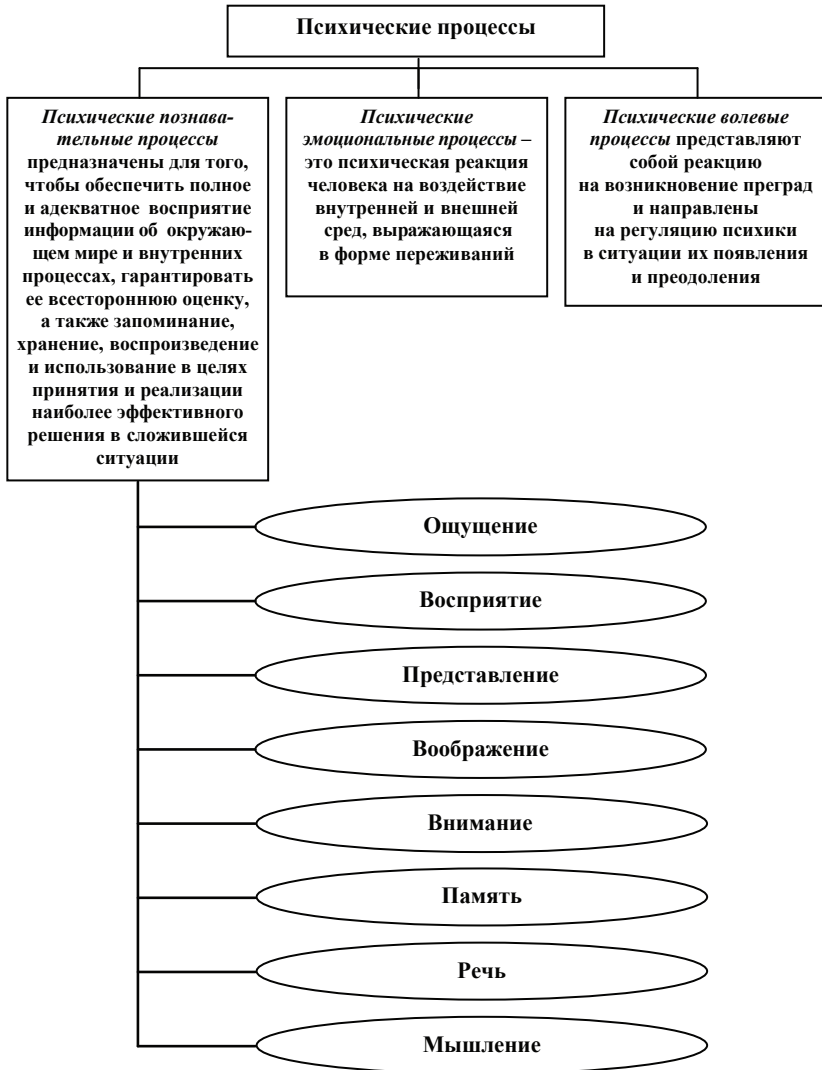 Психические процессы
Психические познава-
тельные процессы
предназначены для того,
чтобы обеспечить полное
и адекватное восприятие
информации об окружаю-
щем мире и внутренних
процессах, гарантировать
ее всестороннюю оценку,
а также запоминание,
хранение, воспроизведение
и использование в целях
принятия и реализации
наиболее эффективного
решения в сложившейся
ситуации
Психические
эмоциональные процессы –
это психическая реакция
человека на воздействие
внутренней и внешней
сред, выражающаяся
в форме переживаний
Психические волевые
процессы представляют
собой реакцию
на возникновение преград
и направлены
на регуляцию психики
в ситуации их появления
и преодоления
Ощущение
Восприятие
Представление
Воображение
Внимание
Память
Речь
Мышление